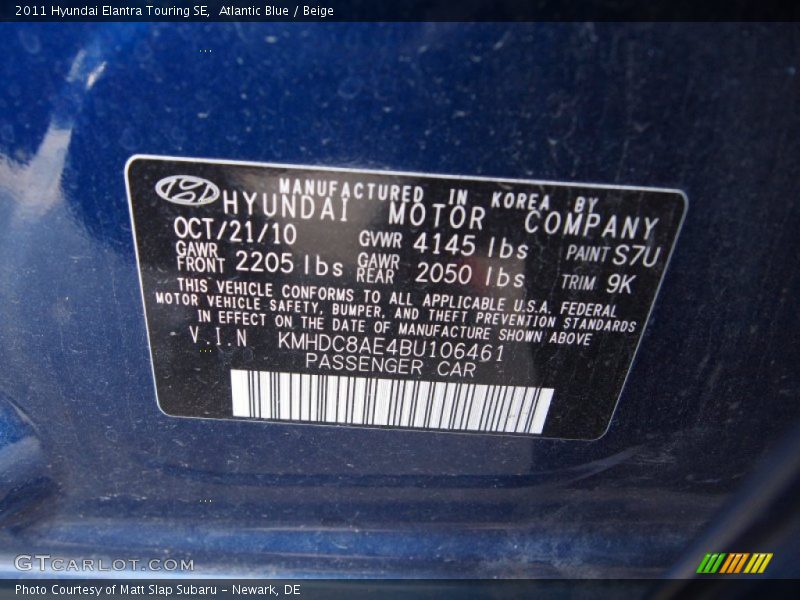 2011 Hyundai Elantra Touring SE, Atlantic Blue / Beige
MANUFACTURED IN KOREA BY
HYUNDAI MOTOR COMPANY
OCT/21/10 GVWR 4145 lbs PAINT S7U
GAWR FRONT 2205 lbs GAWR REAR 2050 lbs TRIM 9K
THIS VEHICLE CONFORMS TO ALL APPLICABLE U.S.A. FEDERAL
MOTOR VEHICLE SAFETY, BUMPER, AND THEFT PREVENTION STANDARDS
IN EFFECT ON THE DATE OF MANUFACTURE SHOWN ABOVE
V.I.N KMHDC8AE4BU106461
PASSENGER CAR
GTCARLOT.COM
Photo Courtesy of Matt Slap Subaru - Newark, DE